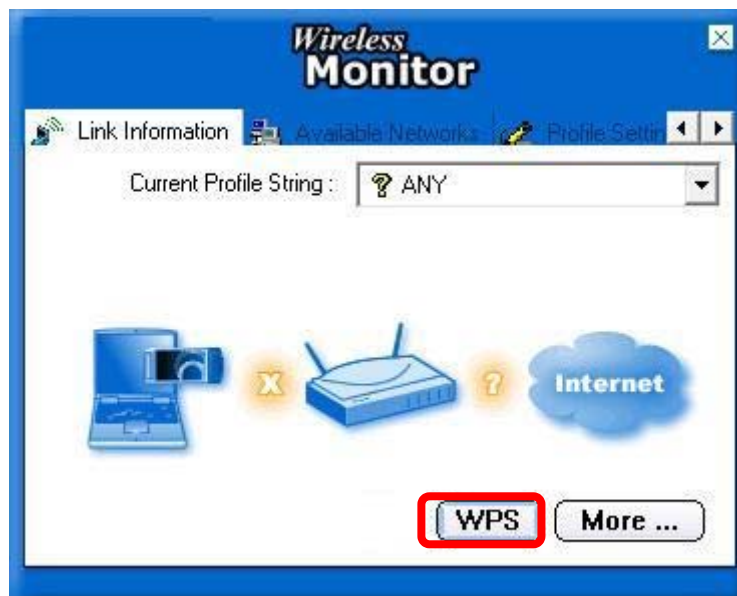 Wireless
Monitor
Link Information Available Networks Profile Settin
Current Profile String : ANY
X ? Internet
WPS More ...